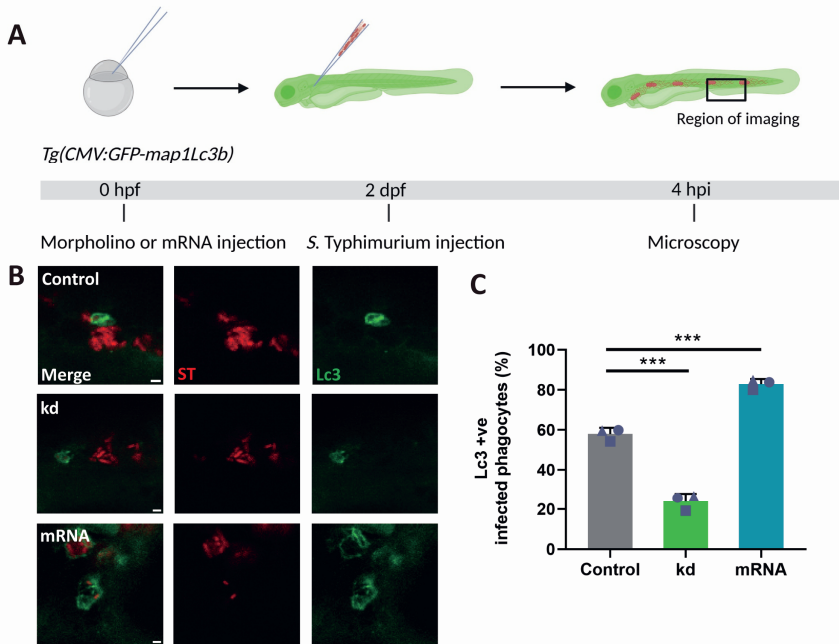 A
Region of imaging
Tg(CMV:GFP-map1Lc3b)
0 hpf 2 dpf 4 hpi
Morpholino or mRNA injection S. Typhimurium injection Microscopy
B
Control
Merge ST Lc3
kd
mRNA
C
***
***
100
80
60
40
20
0
Lc3 +ve
infected phagocytes (%)
Control kd mRNA